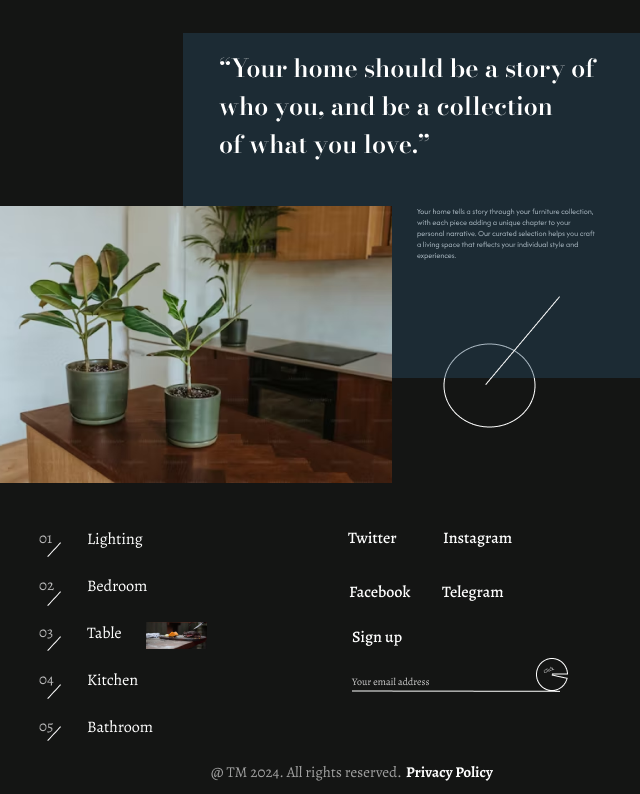 “Your home should be a story of
who you, and be a collection
of what you love.”
Your home tells a story through your furniture collection,
with each piece adding a unique chapter to your
personal narrative. Our curated selection helps you craft
a living space that reflects your individual style and
experiences.
01 Lighting
02 Bedroom
03 Table
04 Kitchen
05 Bathroom
Twitter Instagram
Facebook Telegram
Sign up
Your email address
@ TM 2024. All rights reserved. Privacy Policy